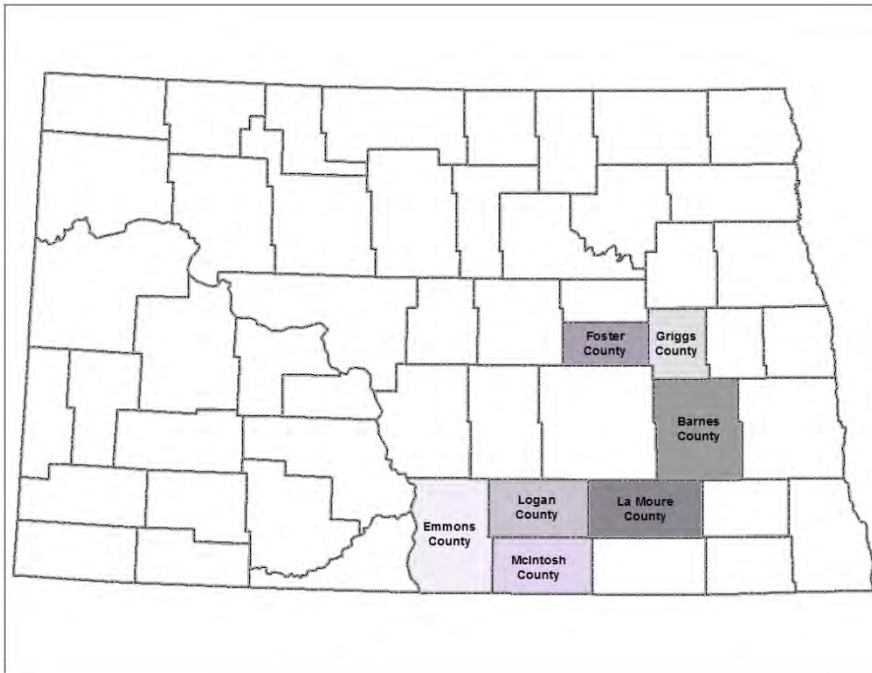 Foster
County
Griggs
County
Barnes
County
Emmons
County
Logan
County
La Moure
County
McIntosh
County